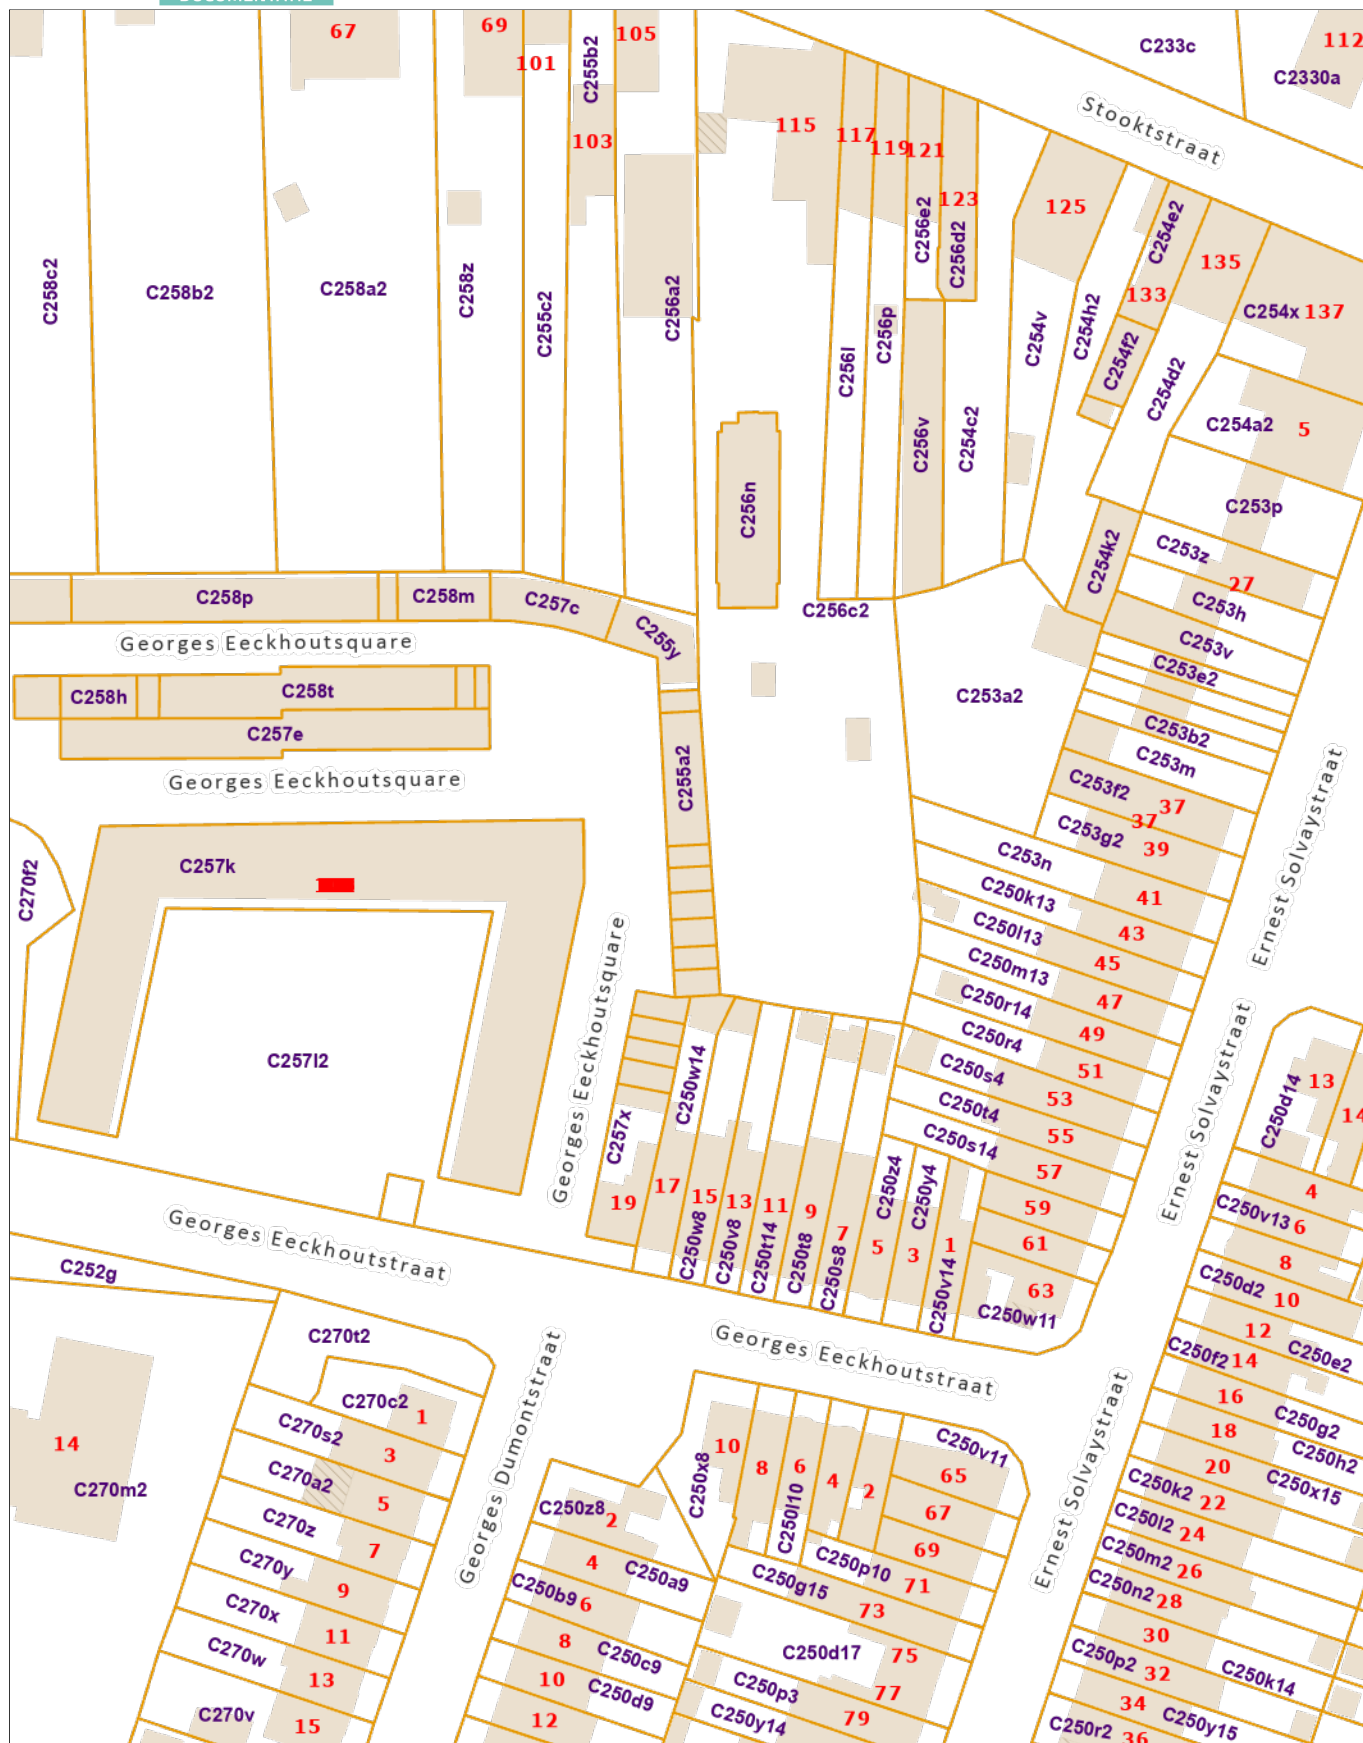 67
69
101
C255b2
105
C233c
112
C2330a
Stooktstraat
103
115
117
119
121
123
125
C258c2
C258b2
C258a2
C258z
C255c2
C256a2
C256e2
C256d2
C254e2
133
135
C254x
137
C256l
C256p
C254v
C254h2
C254f2
C254d2
C254a2
5
C256n
C256v
C254c2
C253p
C254k2
C253z
27
C253h
C258p
C258m
C257c
C255y
C256c2
C253v
C253e2
Georges Eeckhoutsquare
C258h
C258t
C257e
C253a2
C253b2
C253m
Georges Eeckhoutsquare
C255a2
C253f2
37
37
C253g2
39
Ernest Solvaystraat
C270f2
C257k
C253n
41
C250k13
43
C250l13
45
C250m13
47
C250r14
49
C250r4
51
C250s4
53
C250t4
55
C250s14
57
59
61
63
C250w11
C257l2
Georges Eeckhoutsquare
C257x
C250w14
19
17
15
C250w8
13
C250v8
11
C250t14
9
C250t8
7
C250s8
C250z4
5
C250y4
3
1
C250v14
Ernest Solvaystraat
C250d14
13
14
4
C250v13
6
8
C250d2
10
12
C250e2
C250f2
14
16
C250g2
18
C250h2
20
C250x15
C250k2
22
C250l2
24
C250m2
26
C250n2
28
30
C250p2
32
C250k14
34
C250y15
C250r2
36
Georges Eeckhoutstraat
C252g
C270t2
C270c2
1
C270s2
3
C270a2
5
C270z
7
C270y
9
C270x
11
C270w
13
C270v
15
14
C270m2
Georges Dumontstraat
Georges Eeckhoutstraat
C250z8
2
4
C250a9
C250b9
6
8
C250c9
10
C250d9
12
C250x8
10
8
6
C250l10
4
2
C250v11
65
67
69
C250p10
71
C250g15
73
C250d17
75
C250p3
77
C250y14
79
Ernest Solvaystraat